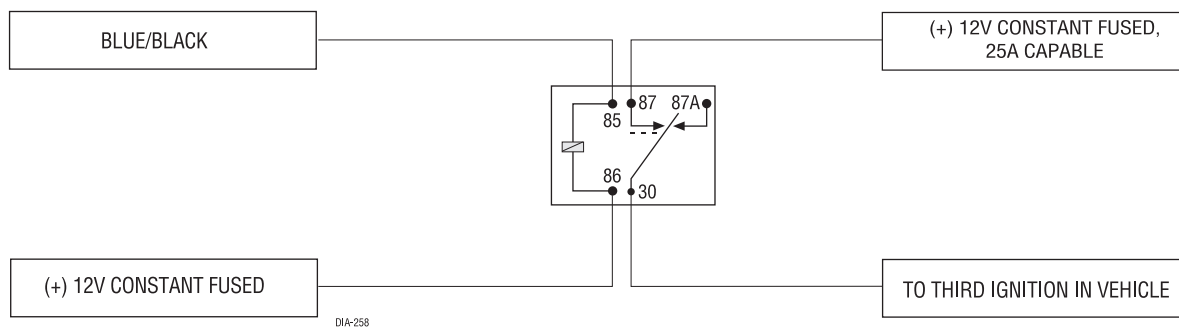 BLUE/BLACK
(+) 12V CONSTANT FUSED,
25A CAPABLE
87 87A
85
86
30
(+) 12V CONSTANT FUSED
TO THIRD IGNITION IN VEHICLE
DIA-258